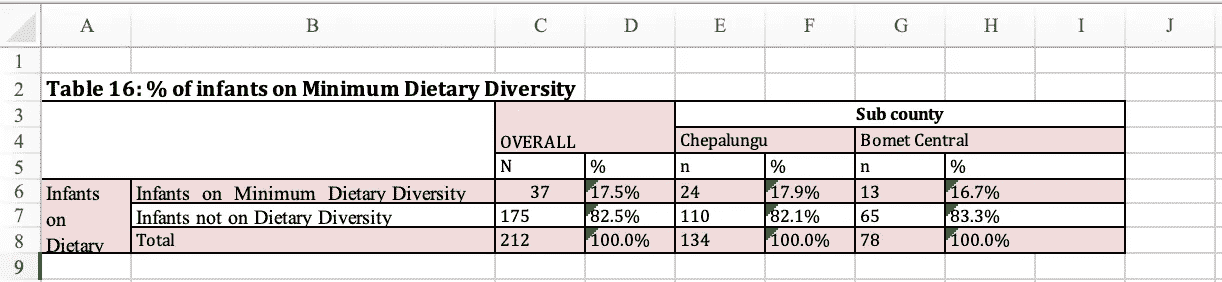 A B C D E F G H I J
1
2 Table 16: % of infants on Minimum Dietary Diversity
3 Sub county
4 OVERALL Chepalungu Bomet Central
5 N % n % n %
6 Infants Infants on Minimum Dietary Diversity 37 17.5% 24 17.9% 13 16.7%
7 on Infants not on Dietary Diversity 175 82.5% 110 82.1% 65 83.3%
8 Dietary Total 212 100.0% 134 100.0% 78 100.0%
9